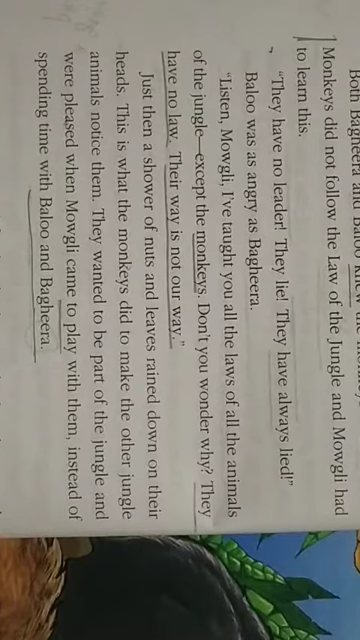 Both Bagheera and Baloo
Monkeys did not follow the Law of the Jungle and Mowgli had
to learn this.
“They have no leader! They lie! They have always lied!”
Baloo was as angry as Bagheera.
“Listen, Mowgli, I’ve taught you all the laws of all the animals
of the jungle—except the monkeys. Don’t you wonder why? They
have no law. Their way is not our way.”
Just then a shower of nuts and leaves rained down on their
heads. This is what the monkeys did to make the other jungle
animals notice them. They wanted to be part of the jungle and
were pleased when Mowgli came to play with them, instead of
spending time with Baloo and Bagheera.